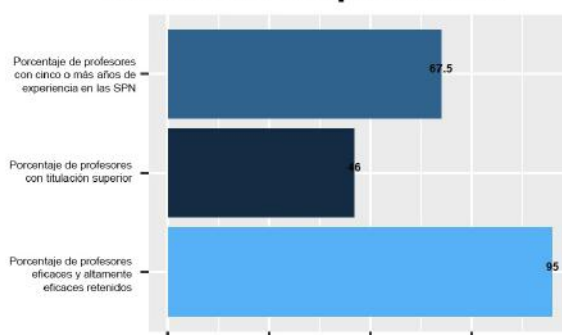 Porcentaje de profesores
con cinco o más años de
experiencia en las SPN
67.5
Porcentaje de profesores
con titulación superior
46
Porcentaje de profesores
eficaces y altamente
eficaces retenidos
95